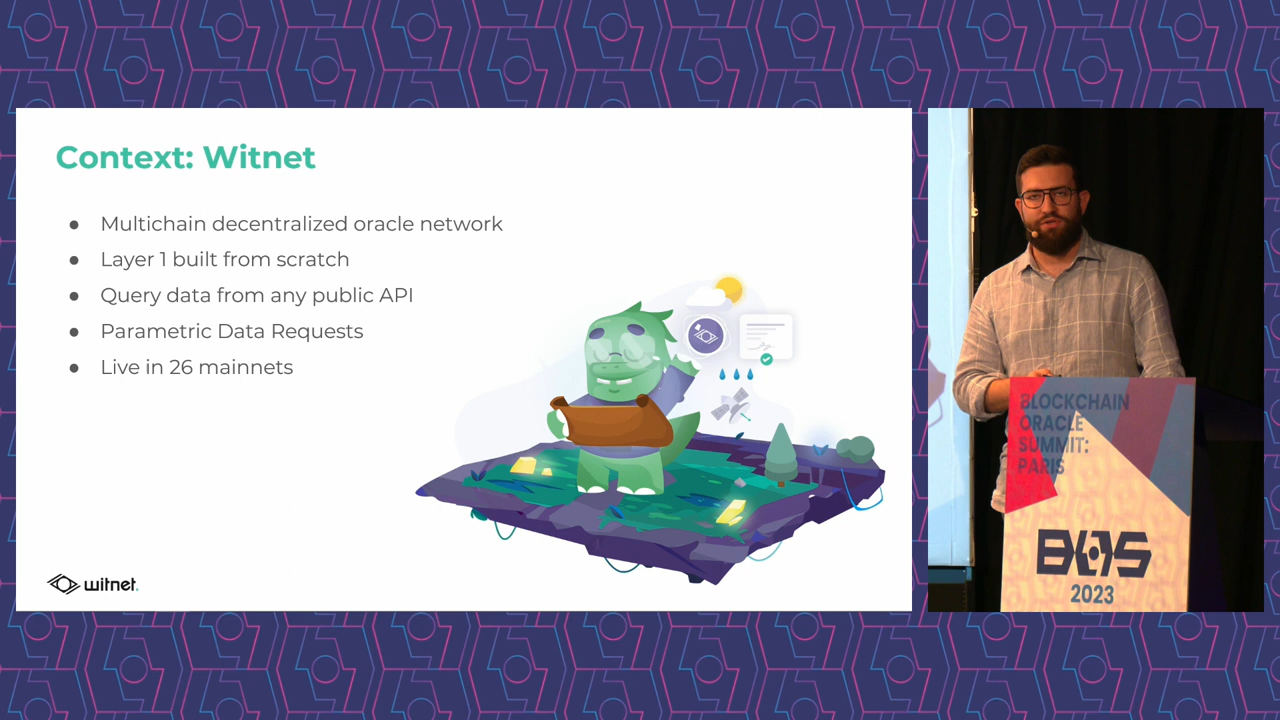 Context: Witnet
● Multichain decentralized oracle network
● Layer 1 built from scratch
● Query data from any public API
● Parametric Data Requests
● Live in 26 mainnets
witnet.
BLOCKCHAIN
ORACLE
SUMMIT:
PARIS
BOS
2023